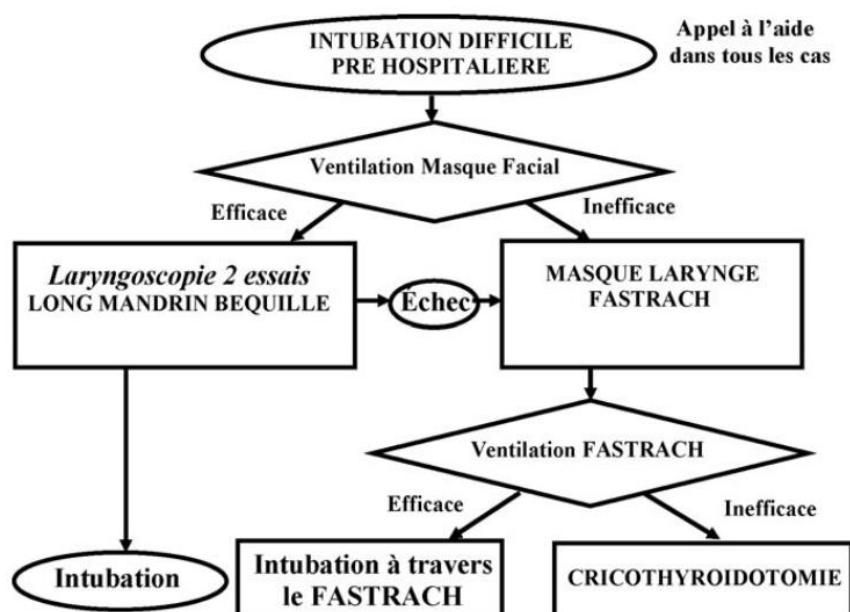 INTUBATION DIFFICILE
PRE HOSPITALIERE
Appel à l'aide
dans tous les cas
Ventilation Masque Facial
Efficace
Inefficace
Laryngoscopie 2 essais
LONG MANDRIN BEQUILLE
Échec
MASQUE LARYNGE
FASTRACH
Ventilation FASTRACH
Efficace
Inefficace
Intubation
Intubation à travers
le FASTRACH
CRICOTHYROIDOTOMIE